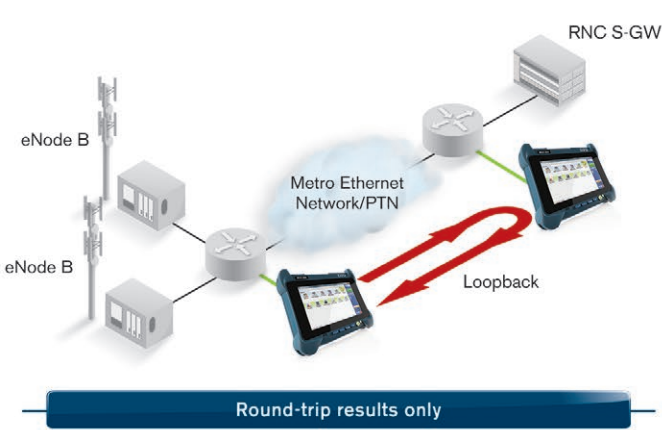 RNC S-GW
eNode B
Metro Ethernet
Network/PTN
eNode B
Loopback
Round-trip results only